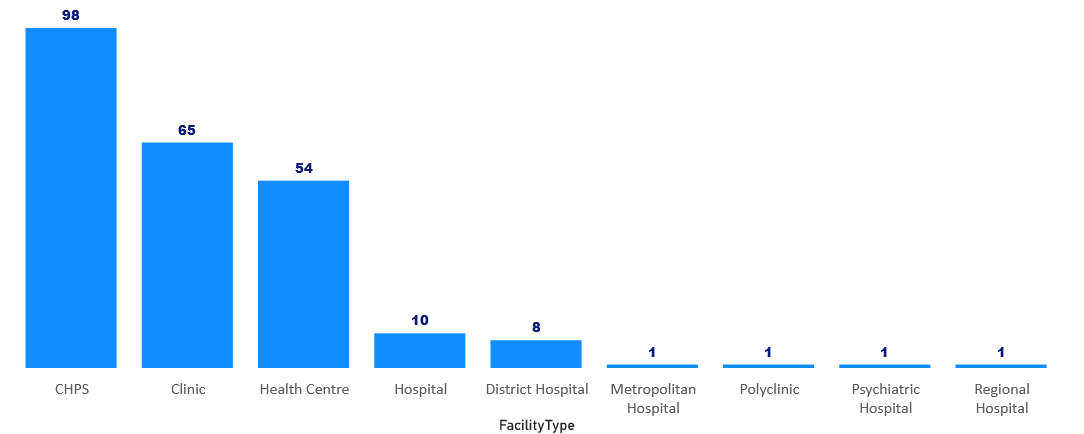 98
65
54
10
8
1
1
1
1
CHPS
Clinic
Health Centre
Hospital
District Hospital
Metropolitan
Hospital
Polyclinic
Psychiatric
Hospital
Regional
Hospital
FacilityType